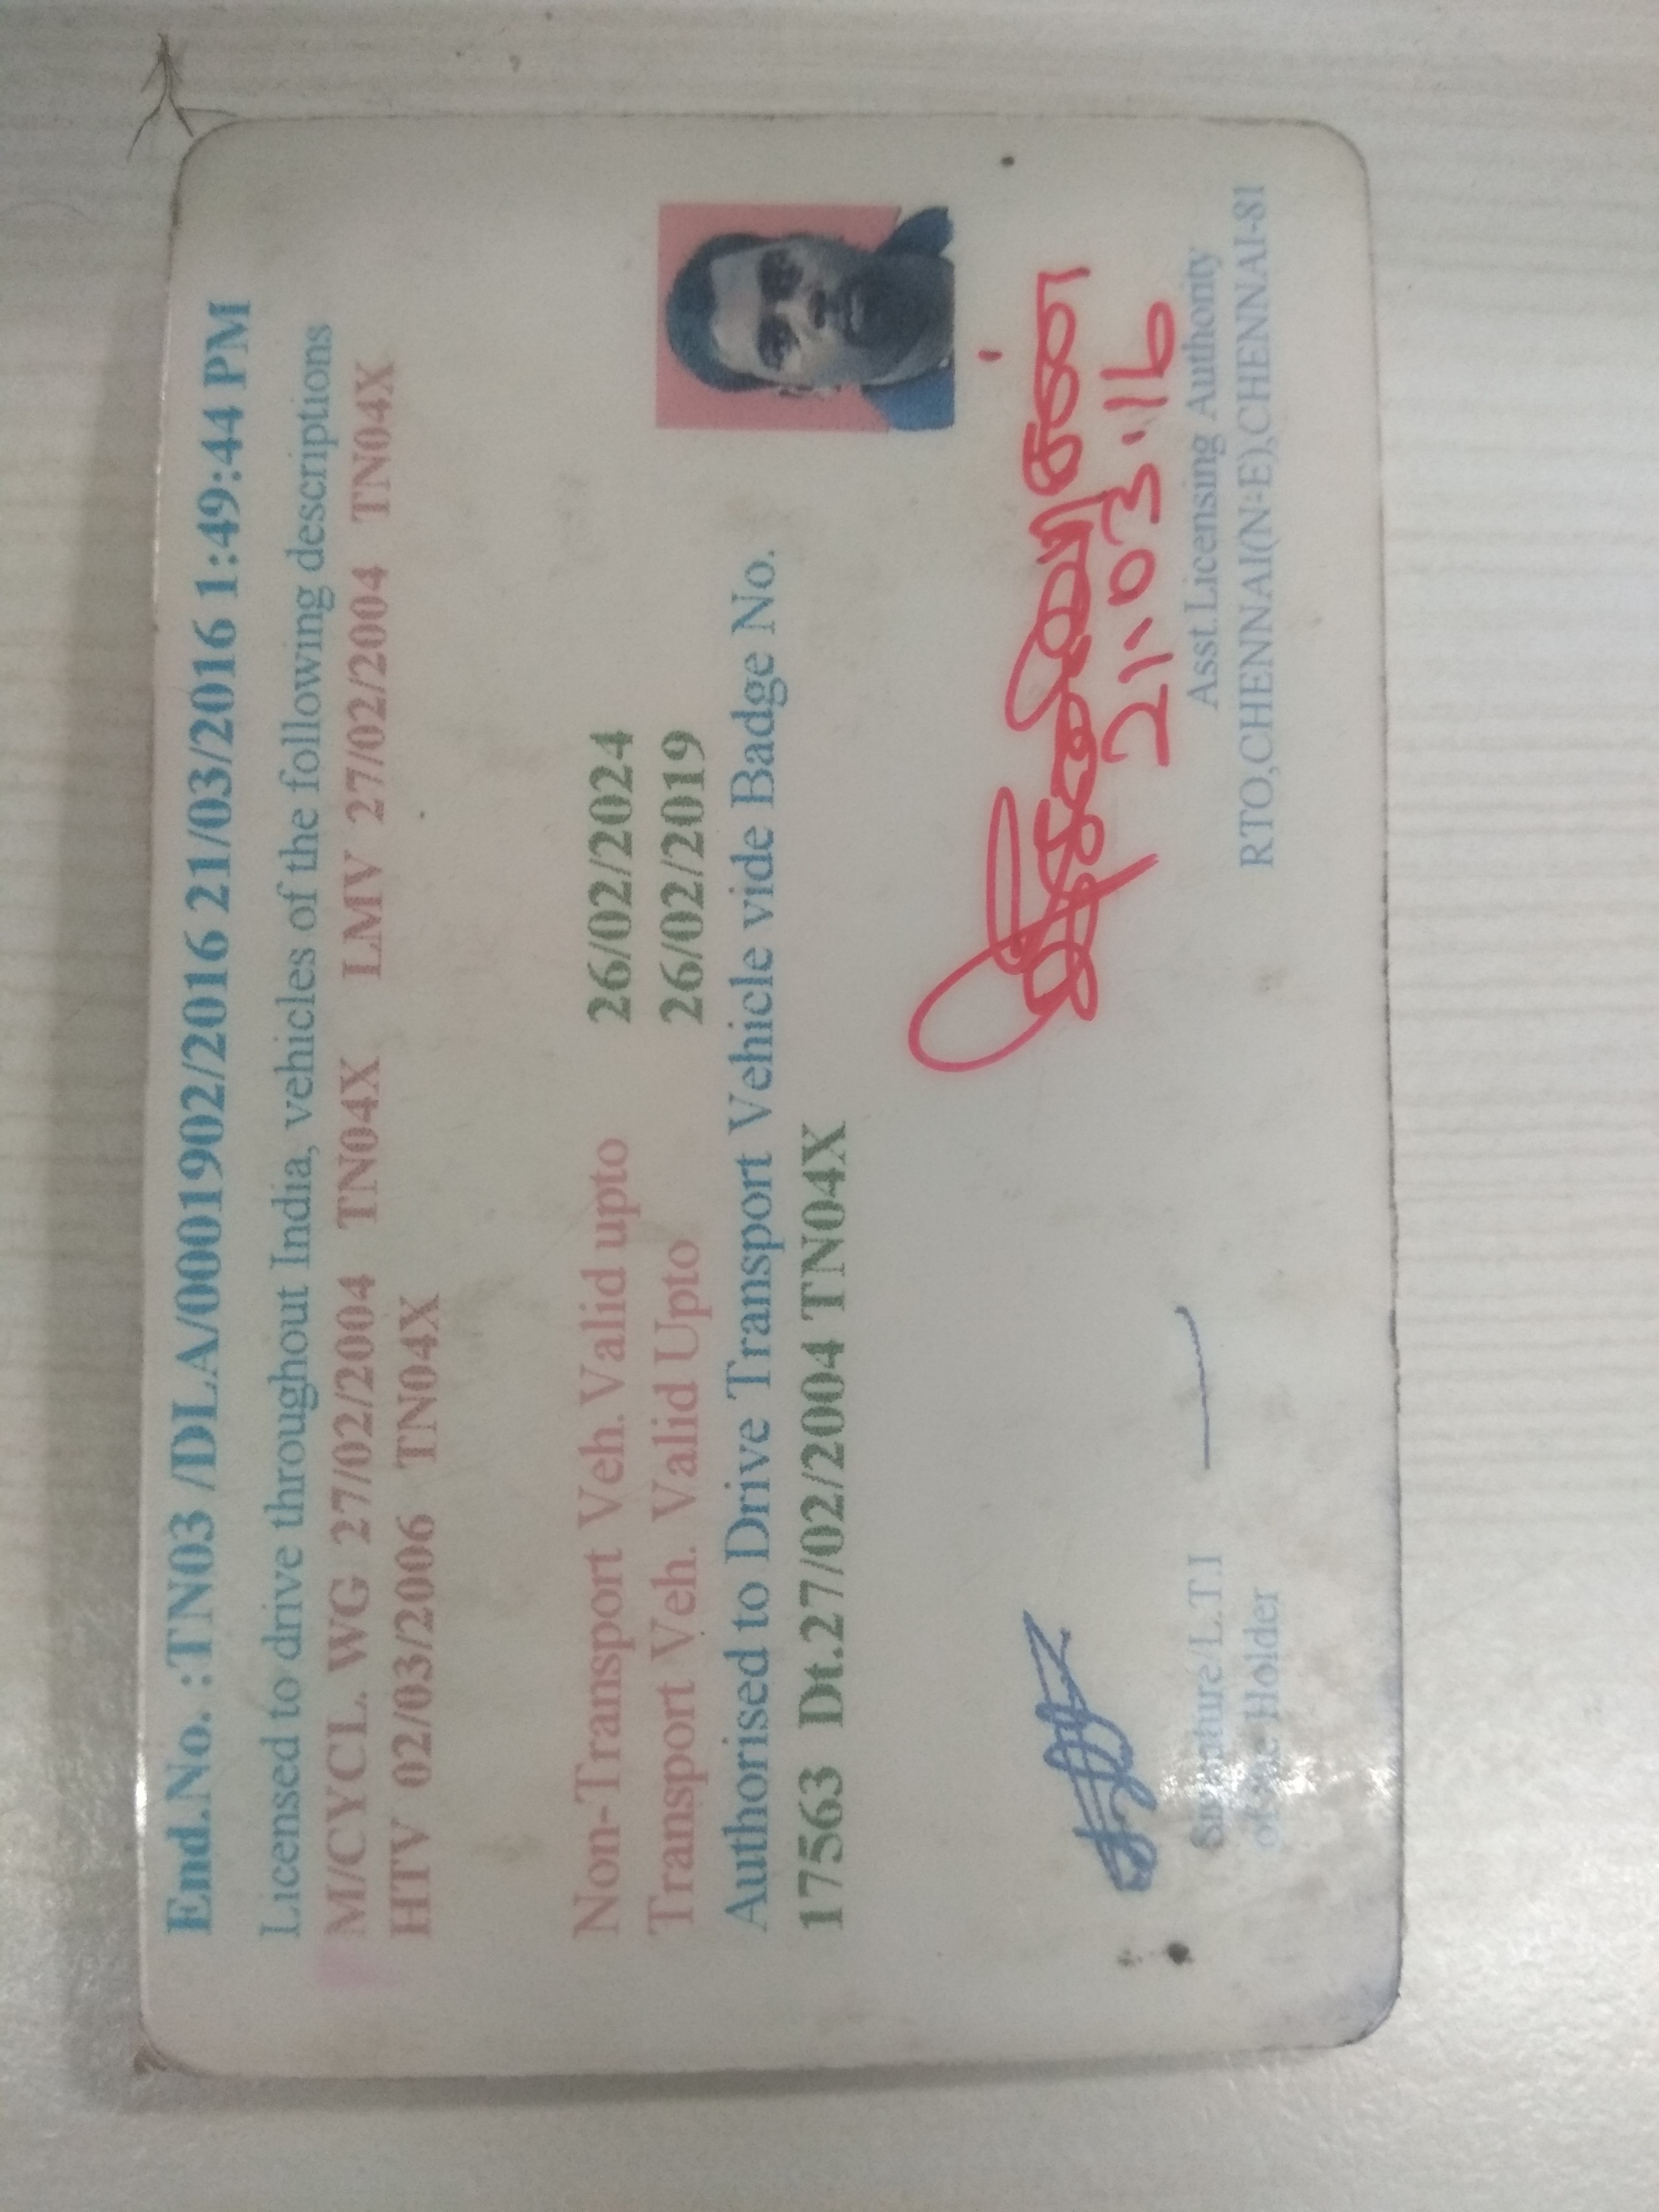 End.No. :TN03 /DLA/0001902/2016 21/03/2016 1:49:44 PM
Licensed to drive throughout India, vehicles of the following descriptions
M/CYCL. WG 27/02/2004 TN04X LMV 27/02/2004 TN04X
HTV 02/03/2006 TN04X
Non-Transport Veh.Valid upto 26/02/2024
Transport Veh. Valid Upto 26/02/2019
Authorised to Drive Transport Vehicle vide Badge No.
17563 Dt.27/02/2004 TN04X
21.03.16
Signature/L.T.I
of the Holder
Asst.Licensing Authority
RTO,CHENNAI(N-E),CHENNAI-81